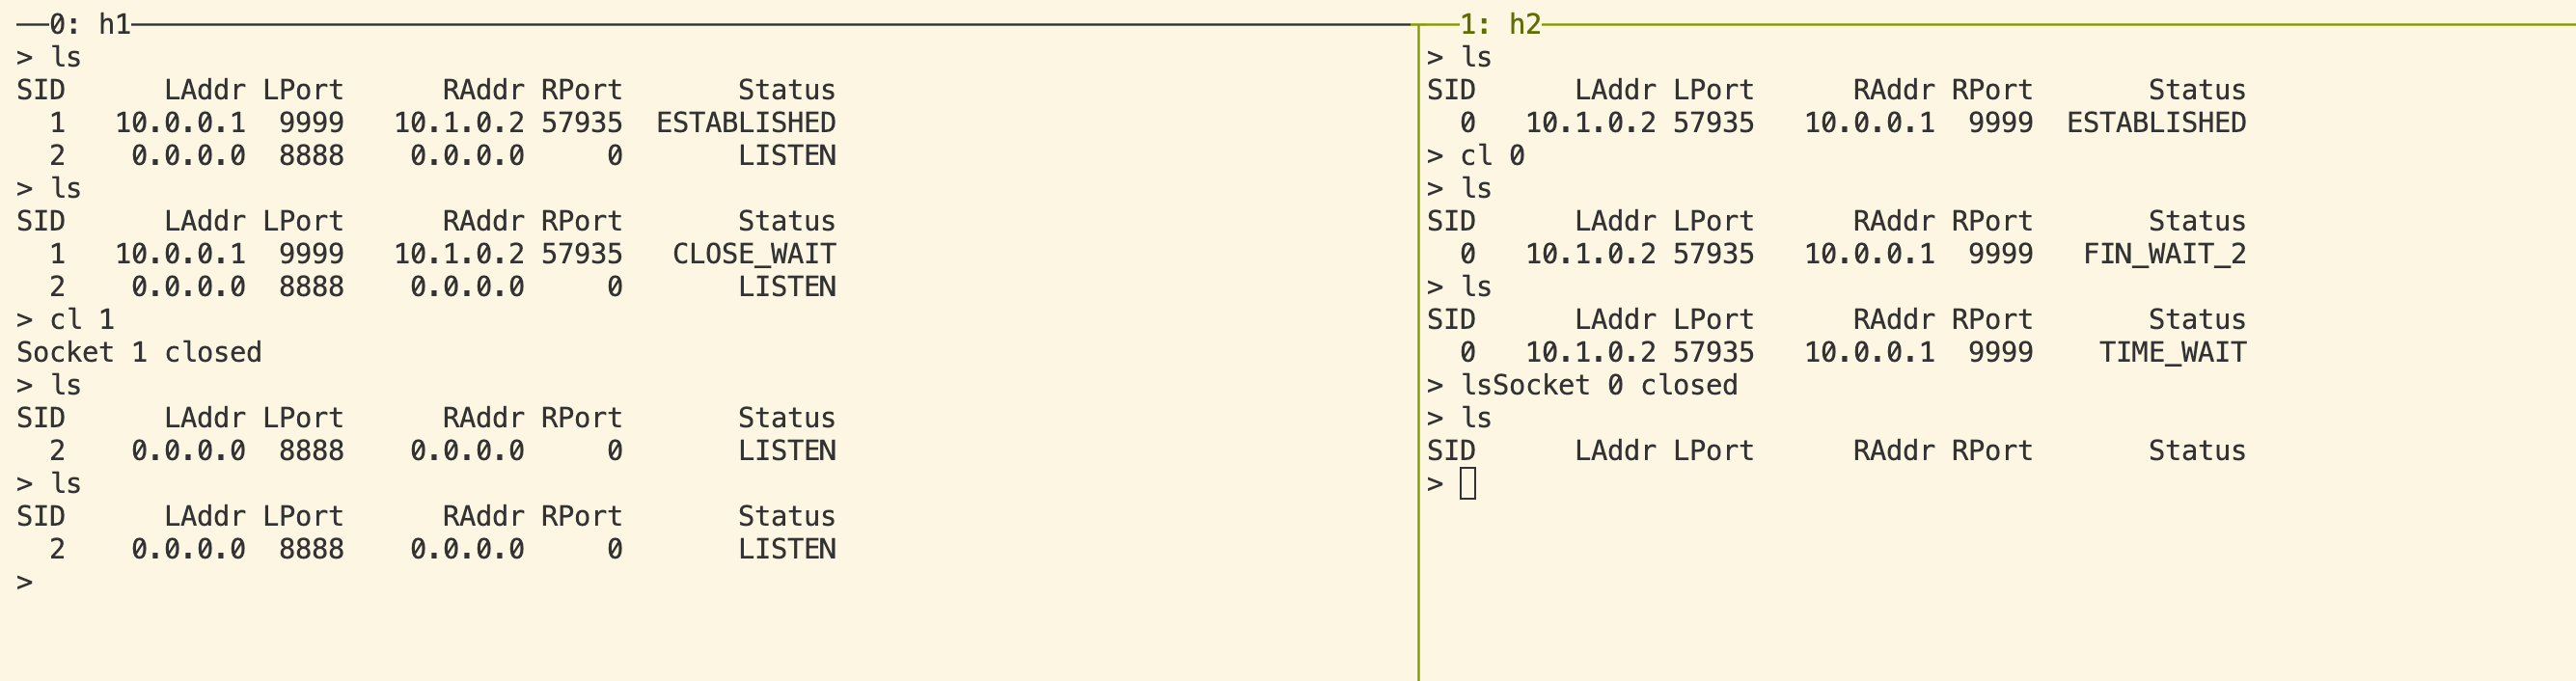 0: h1
> ls
SID      LAddr LPort      RAddr RPort       Status
  1   10.0.0.1  9999   10.1.0.2 57935  ESTABLISHED
  2    0.0.0.0  8888    0.0.0.0     0       LISTEN
> ls
SID      LAddr LPort      RAddr RPort       Status
  1   10.0.0.1  9999   10.1.0.2 57935   CLOSE_WAIT
  2    0.0.0.0  8888    0.0.0.0     0       LISTEN
> cl 1
Socket 1 closed
> ls
SID      LAddr LPort      RAddr RPort       Status
  2    0.0.0.0  8888    0.0.0.0     0       LISTEN
> ls
SID      LAddr LPort      RAddr RPort       Status
  2    0.0.0.0  8888    0.0.0.0     0       LISTEN
>
1: h2
> ls
SID      LAddr LPort      RAddr RPort       Status
  0   10.1.0.2 57935   10.0.0.1  9999  ESTABLISHED
> cl 0
> ls
SID      LAddr LPort      RAddr RPort       Status
  0   10.1.0.2 57935   10.0.0.1  9999   FIN_WAIT_2
> ls
SID      LAddr LPort      RAddr RPort       Status
  0   10.1.0.2 57935   10.0.0.1  9999    TIME_WAIT
> lsSocket 0 closed
> ls
SID      LAddr LPort      RAddr RPort       Status
>